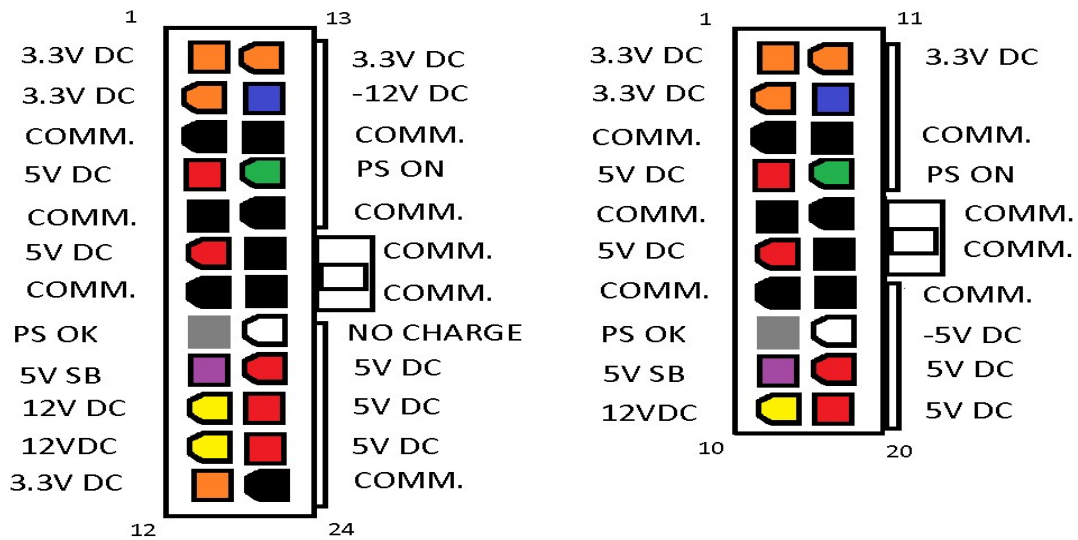 1 13
3.3V DC 3.3V DC
3.3V DC -12V DC
COMM. COMM.
5V DC PS ON
COMM. COMM.
5V DC COMM.
COMM. COMM.
PS OK NO CHARGE
5V SB 5V DC
12V DC 5V DC
12VDC 5V DC
3.3V DC COMM.
12 24
1 11
3.3V DC 3.3V DC
3.3V DC
COMM. COMM.
5V DC PS ON
COMM. COMM.
5V DC COMM.
COMM. COMM.
PS OK -5V DC
5V SB 5V DC
12VDC 5V DC
10 20